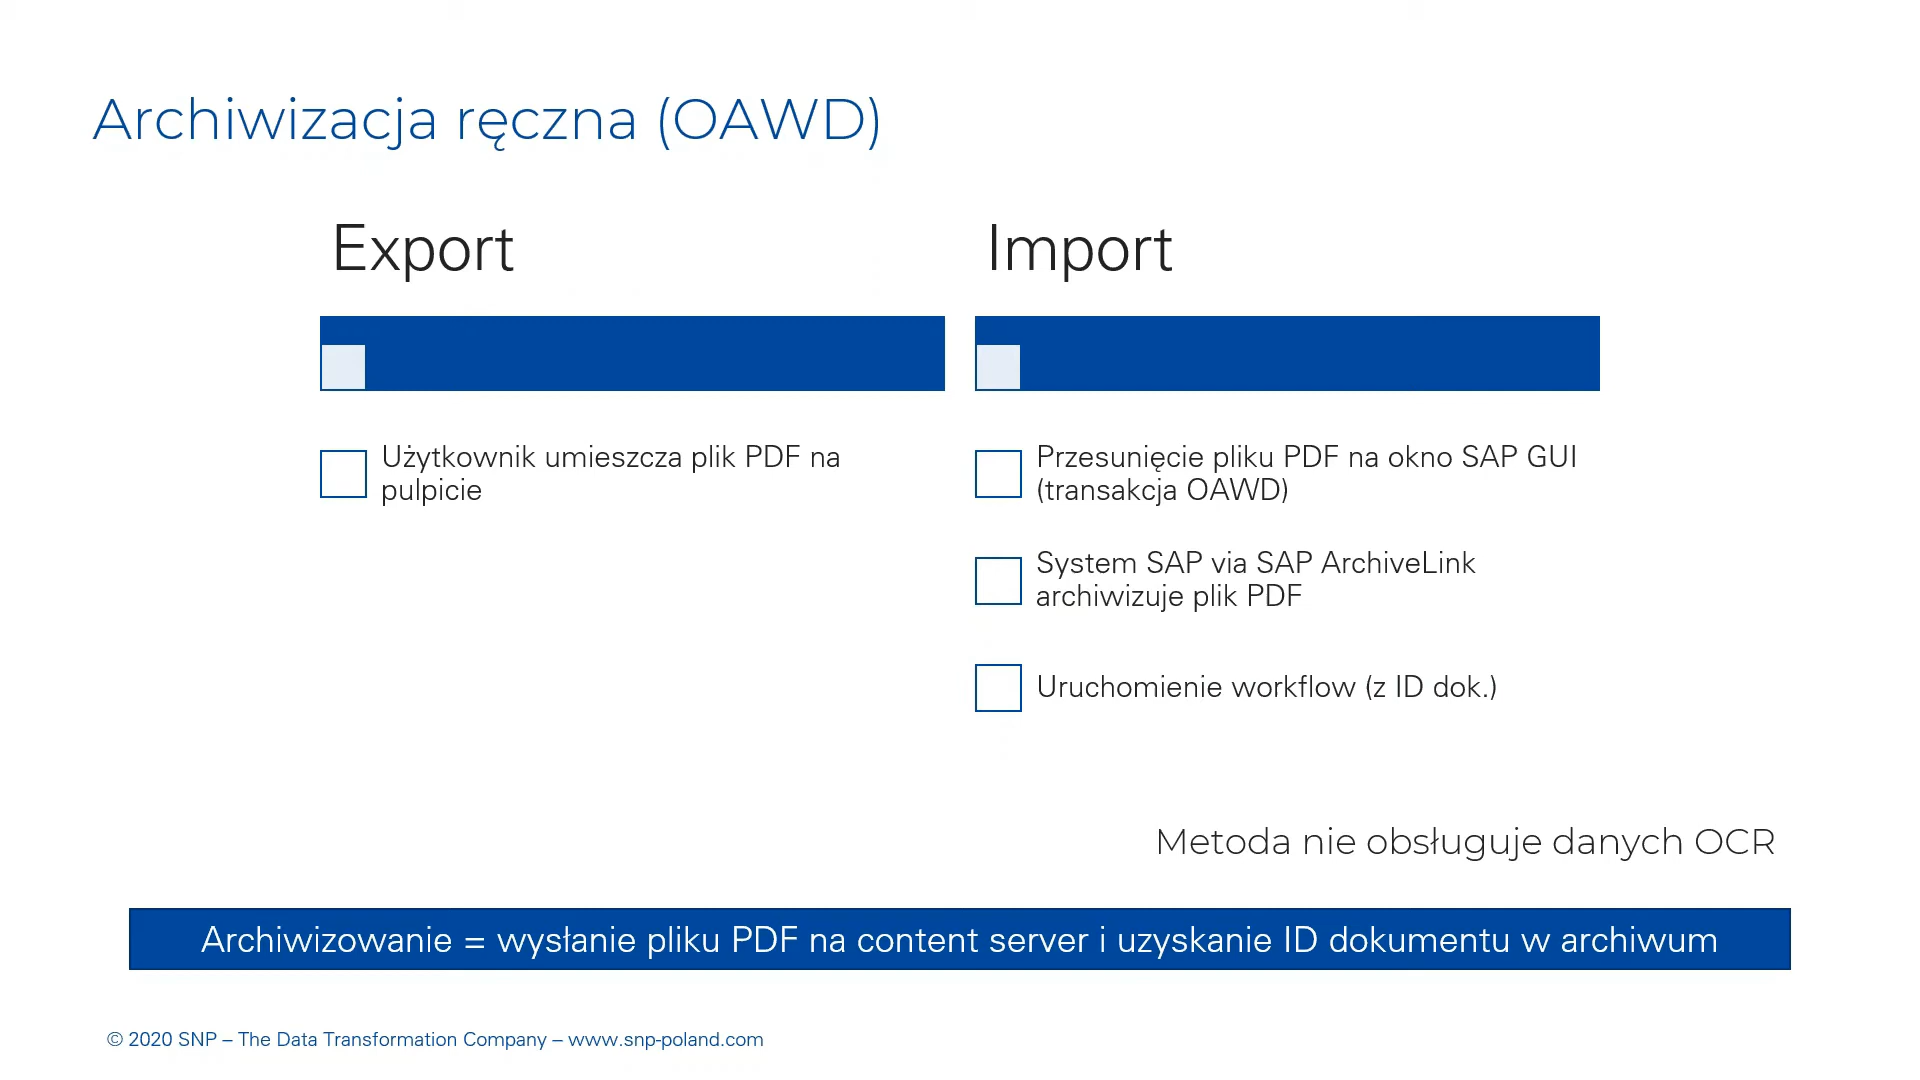 Archiwizacja ręczna (OAWD)
Export
Użytkownik umieszcza plik PDF na
pulpicie
Import
Przesunięcie pliku PDF na okno SAP GUI
(transakcja OAWD)
System SAP via SAP ArchiveLink
archiwizuje plik PDF
Uruchomienie workflow (z ID dok.)
Metoda nie obsługuje danych OCR
Archiwizowanie = wysłanie pliku PDF na content server i uzyskanie ID dokumentu w archiwum
© 2020 SNP – The Data Transformation Company – www.snp-poland.com